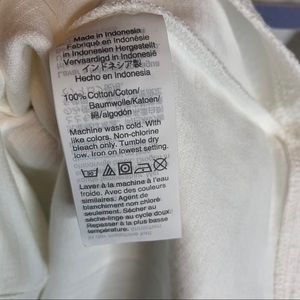 Made in Indonesia
Fabriqué en Indonésie
In Indonesien Hergestellt
Vervaardigd in Indonesië
インドネシア製
Hecho en Indonesia
100% Cotton/Coton/
Baumwolle/Katoen/
綿/algodón
Machine wash cold. With
like colors. Non-chlorine
bleach only. Tumble dry
low. Iron on lowest setting.
Laver à la machine à l'eau
froide. Avec des couleurs
similaires. Agent de
blanchiment non chloré
seulement. Sécher au
sèche-linge au cycle doux.
Repasser à la plus basse
température.